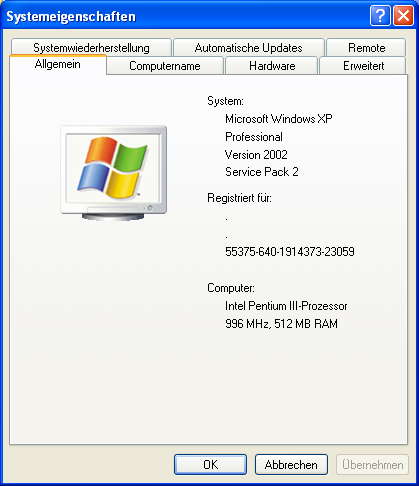 Systemeigenschaften
Systemwiederherstellung Automatische Updates Remote
Allgemein Computername Hardware Erweitert
System:
Microsoft Windows XP
Professional
Version 2002
Service Pack 2
Registriert für:
.
.
55375-640-1914373-23059
Computer:
Intel Pentium III-Prozessor
996 MHz, 512 MB RAM
OK Abbrechen Übernehmen